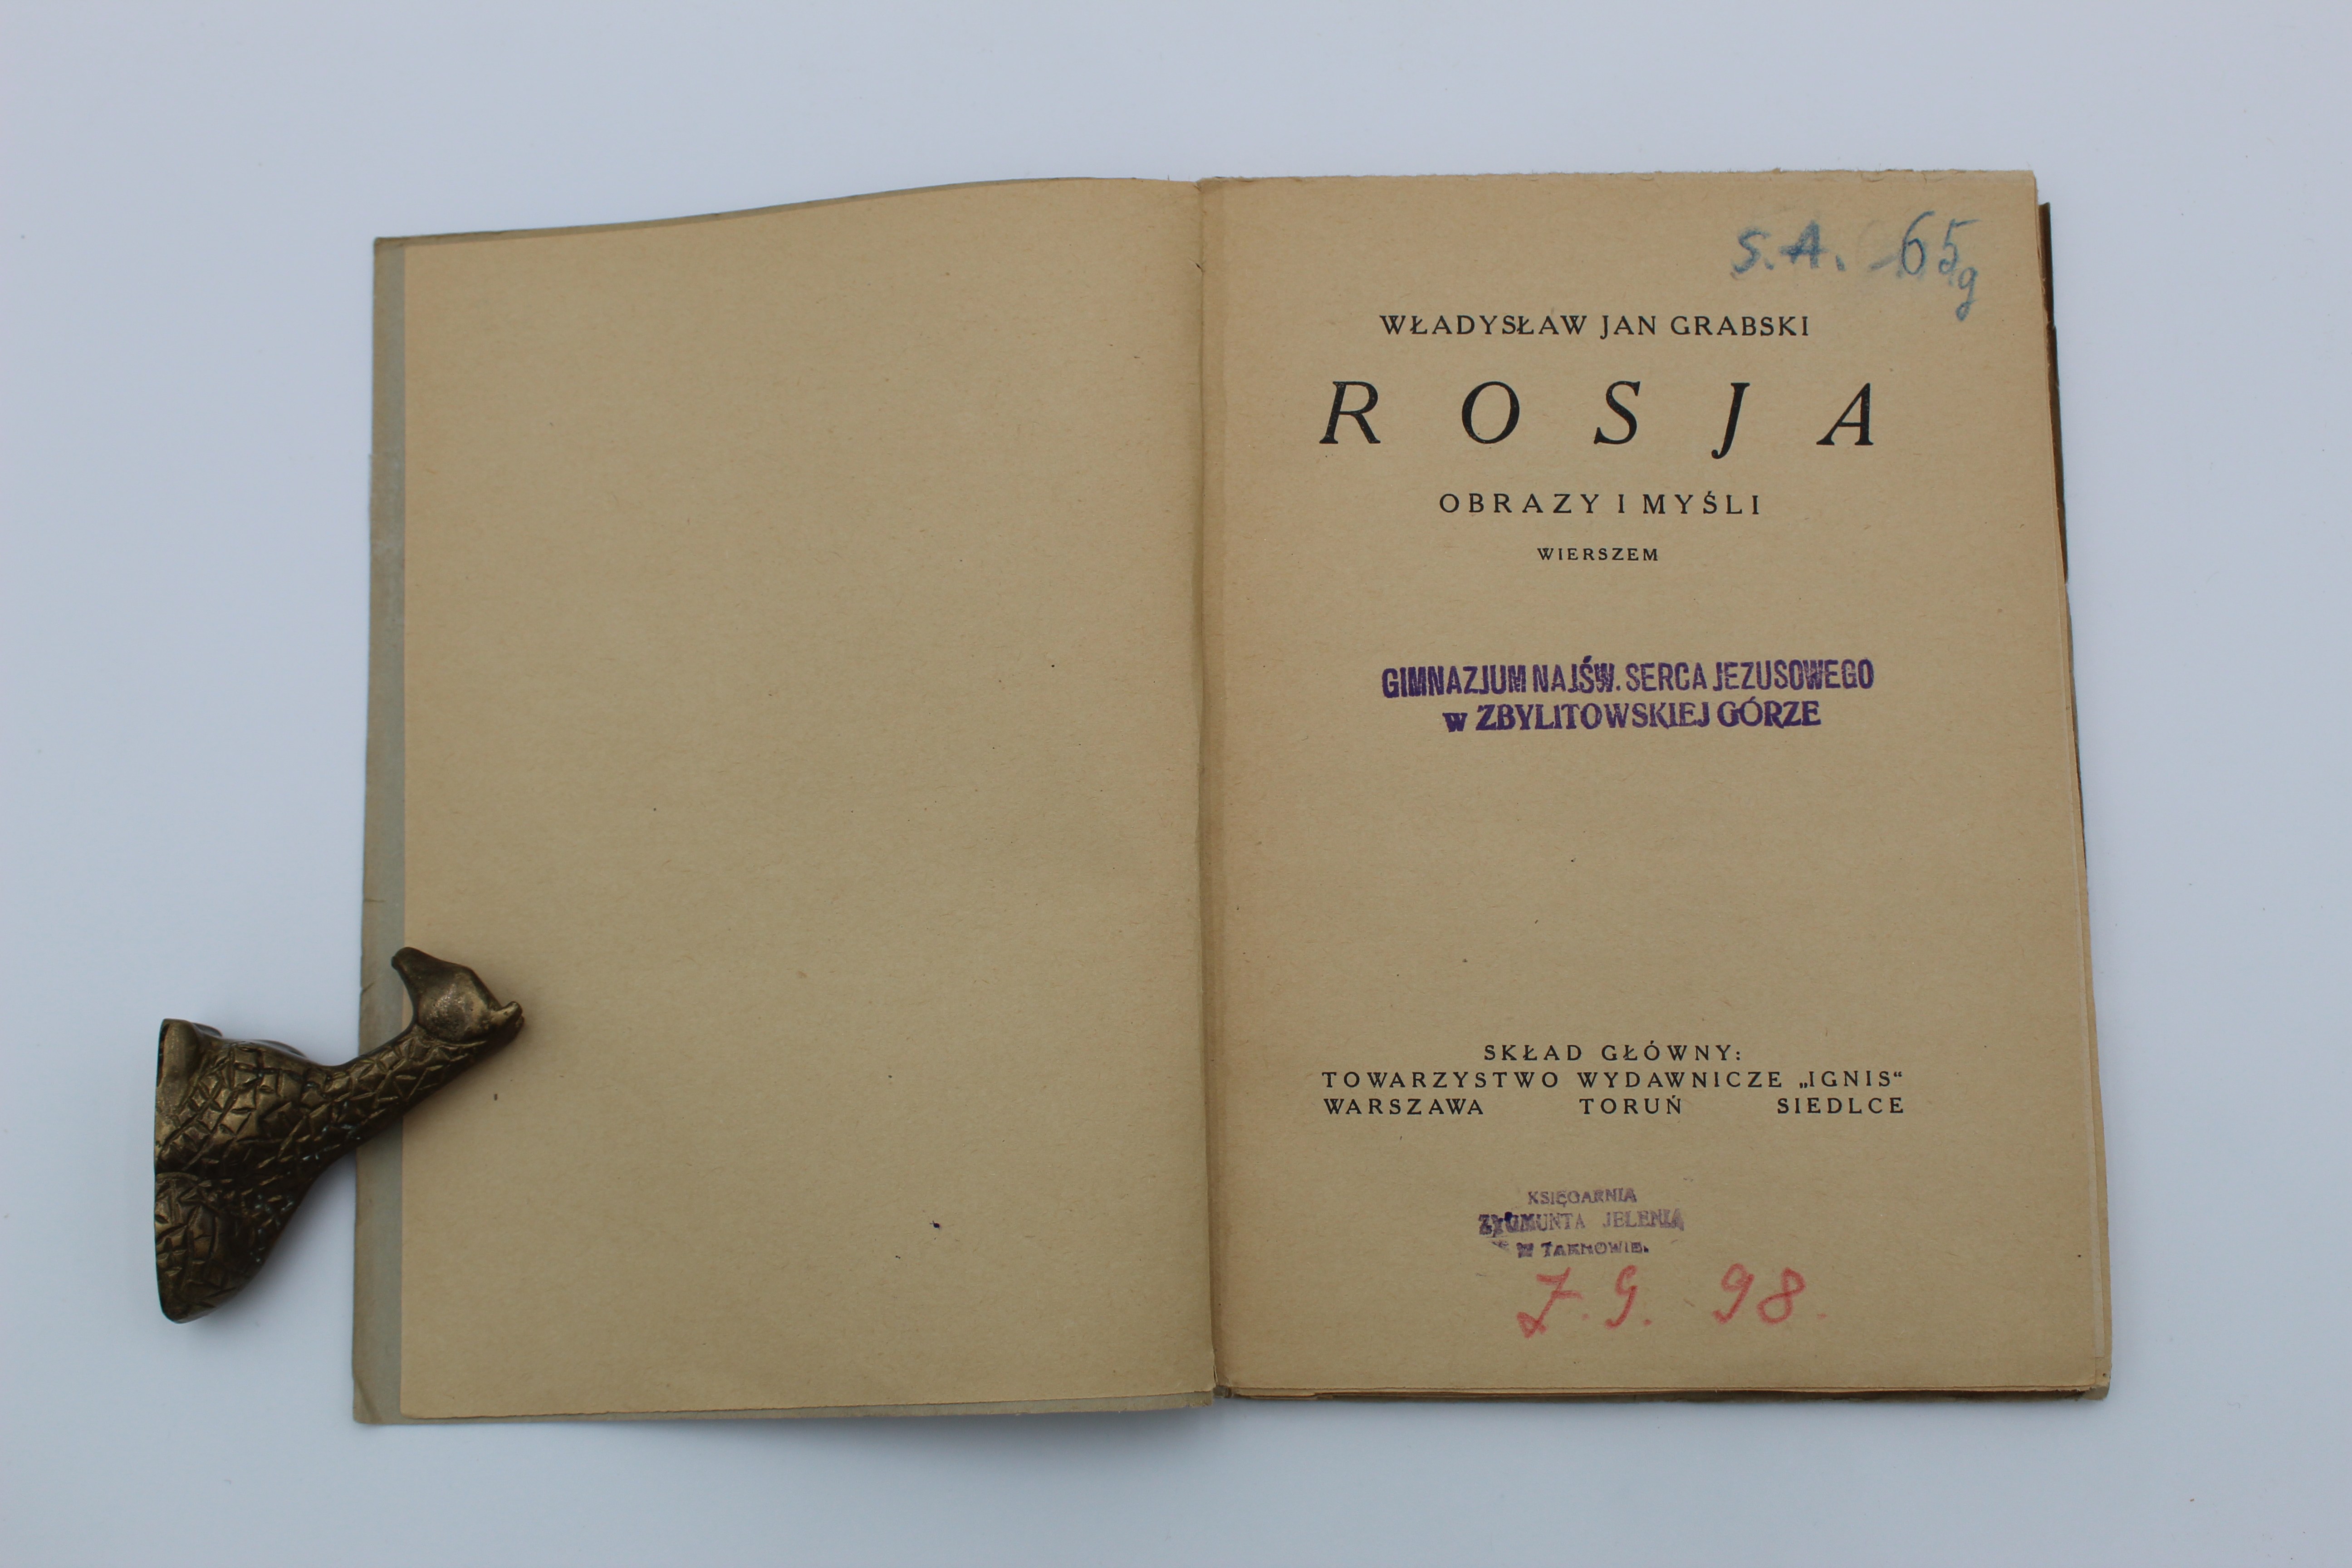 S. A. 65g
WŁADYSŁAW JAN GRABSKI
ROSJA
OBRAZY I MYŚLI
WIERSZEM
GIMNAZJUM NAJŚW. SERCA JEZUSOWEGO
w ZBYLITOWSKIEJ GÓRZE
SKŁAD GŁÓWNY:
TOWARZYSTWO WYDAWNICZE „IGNIS“
WARSZAWA TORUŃ SIEDLCE
KSIĘGARNIA
ZYGMUNTA JELENIA
W TARNOWIE.
7. 9. 98.